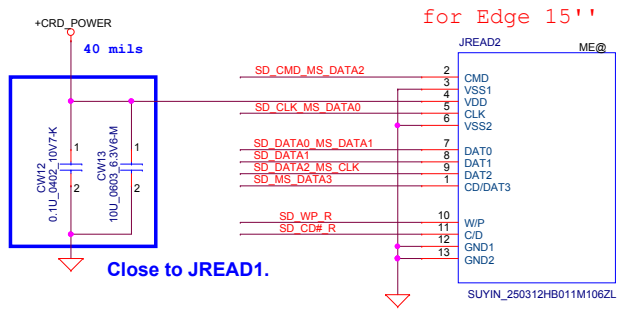 for Edge 15''
+CRD_POWER
40 mils
JREAD2
ME@
CW12
0.1U_0402_10V7-K
1
2
CW13
10U_0603_6.3V6-M
1
2
Close to JREAD1.
SD_CMD_MS_DATA2 2 CMD
3 VSS1
4 VDD
SD_CLK_MS_DATA0 5 CLK
6 VSS2
SD_DATA0_MS_DATA1 7 DAT0
SD_DATA1 8 DAT1
SD_DATA2_MS_CLK 9 DAT2
SD_MS_DATA3 1 CD/DAT3
SD_WP_R 10 W/P
SD_CD#_R 11 C/D
12 GND1
13 GND2
SUYIN_250312HB011M106ZL